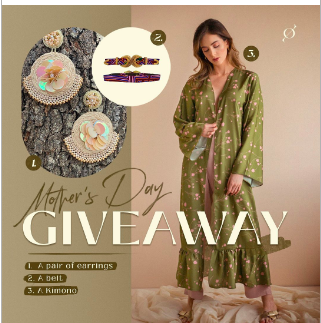 2.
3.
1.
Mother's Day
GIVEAWAY
1. A pair of earrings
2. A belt
3. A Kimono